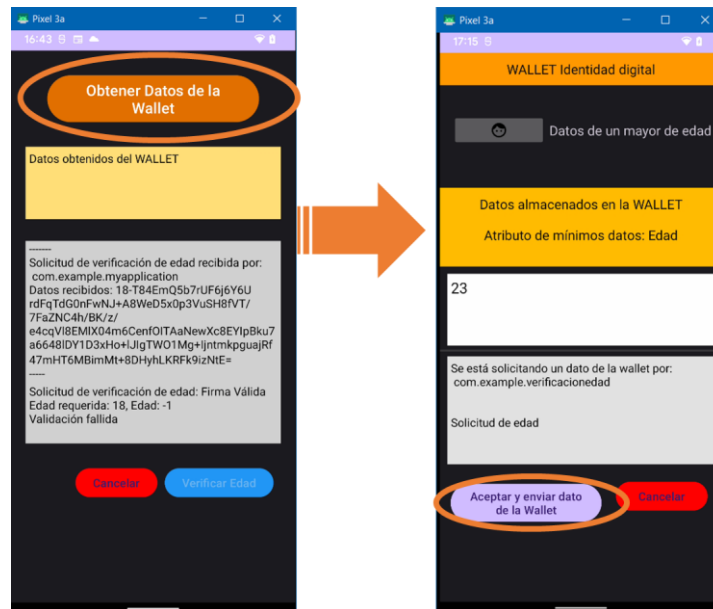 Pixel 3a
16:43
Obtener Datos de la
Wallet
Datos obtenidos del WALLET
-------
Solicitud de verificación de edad recibida por:
com.example.myapplication
Datos recibidos: 18-T84EmQ5b7rUF6j6Y6U
rdFqTdG0nFwNJ+A8WeD5x0p3VuSH8fVT/
7FaZNC4h/BK/z/
e4cqVl8EMlX04m6CenfOITAaNewXc8EYIpBku7
a6648lDY1D3xHo+lJIgTWO1Mg+ljntmkpguajRf
47mHT6MBimMt+8DHyhLKRFk9izNtE=
-----
Solicitud de verificación de edad: Firma Válida
Edad requerida: 18, Edad: -1
Validación fallida
Cancelar
Verificar Edad
Pixel 3a
17:15
WALLET Identidad digital
Datos de un mayor de edad
Datos almacenados en la WALLET
Atributo de mínimos datos: Edad
23
Se está solicitando un dato de la wallet por:
com.example.verificacionedad
Solicitud de edad
Aceptar y enviar dato
de la Wallet
Cancelar